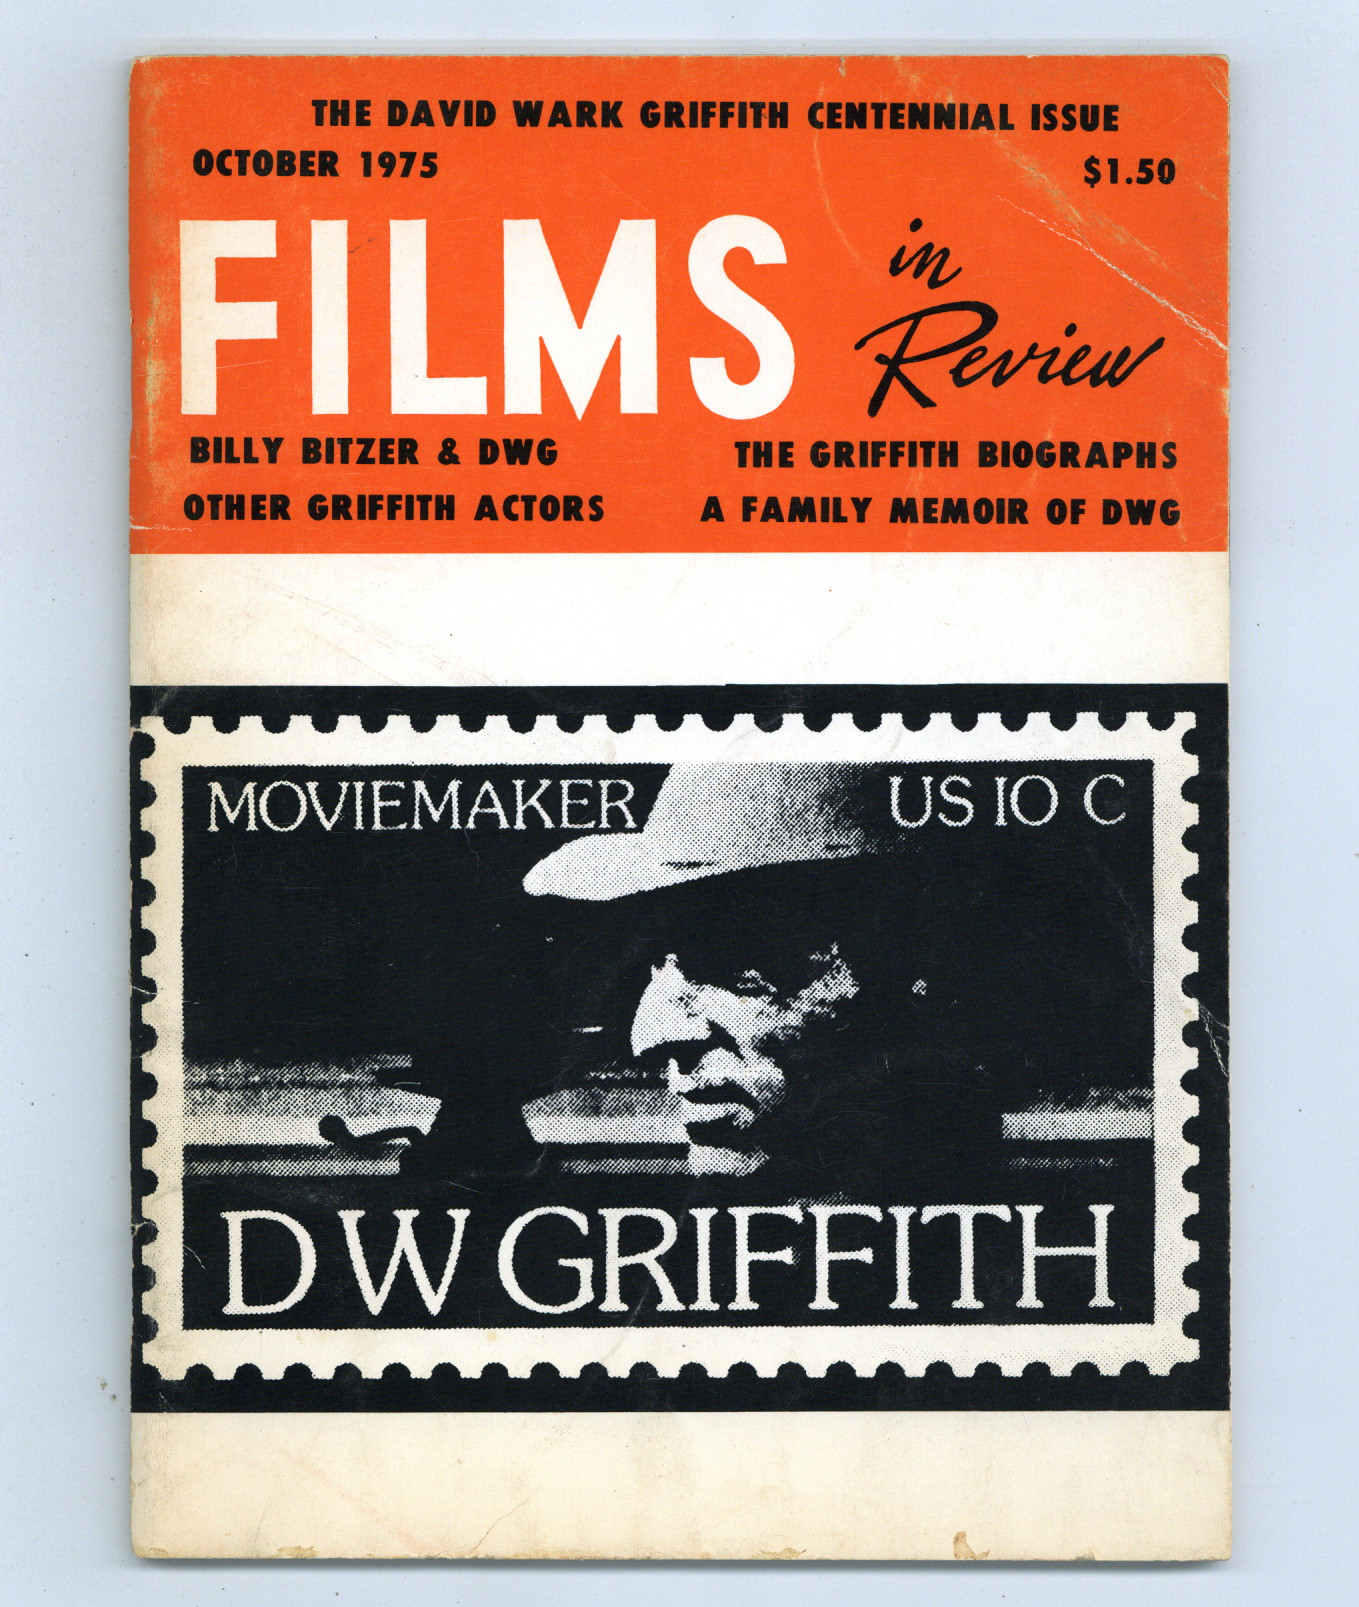 THE DAVID WARK GRIFFITH CENTENNIAL ISSUE
OCTOBER 1975 $1.50
FILMS in Review
BILLY BITZER & DWG THE GRIFFITH BIOGRAPHS
OTHER GRIFFITH ACTORS A FAMILY MEMOIR OF DWG
MOVIEMAKER US 10 C
D W GRIFFITH